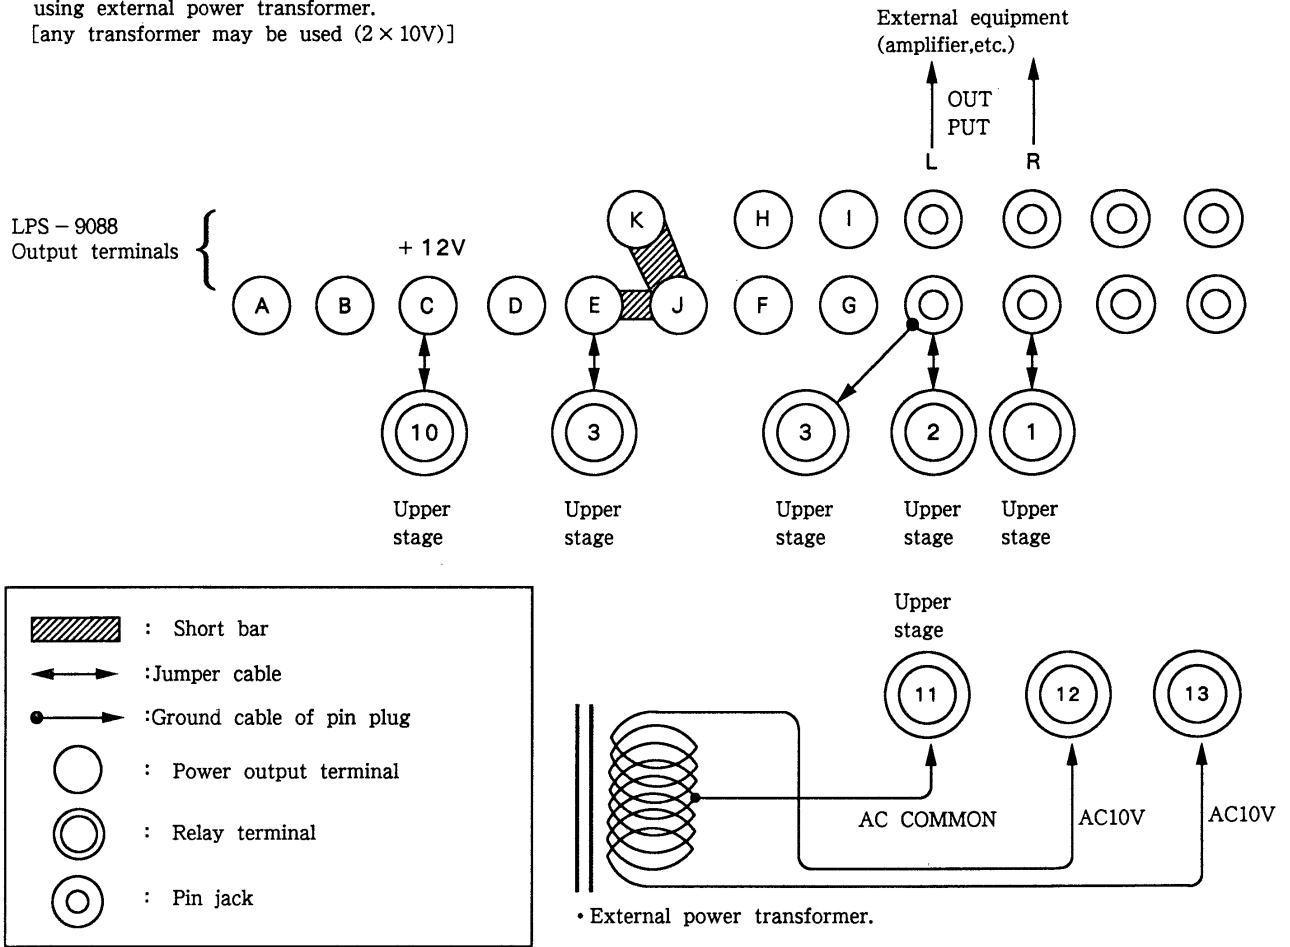 using external power transformer.
[any transformer may be used (2 × 10V)]
External equipment
(amplifier,etc.)
OUT
PUT
L R
LPS－9088
Output terminals
+ 12V
K H I
A B C D E J F G
10 3 3 2 1
Upper Upper Upper Upper Upper
stage stage stage stage stage
: Short bar
:Jumper cable
:Ground cable of pin plug
: Power output terminal
: Relay terminal
: Pin jack
Upper
stage
11 12 13
AC COMMON AC10V AC10V
• External power transformer.